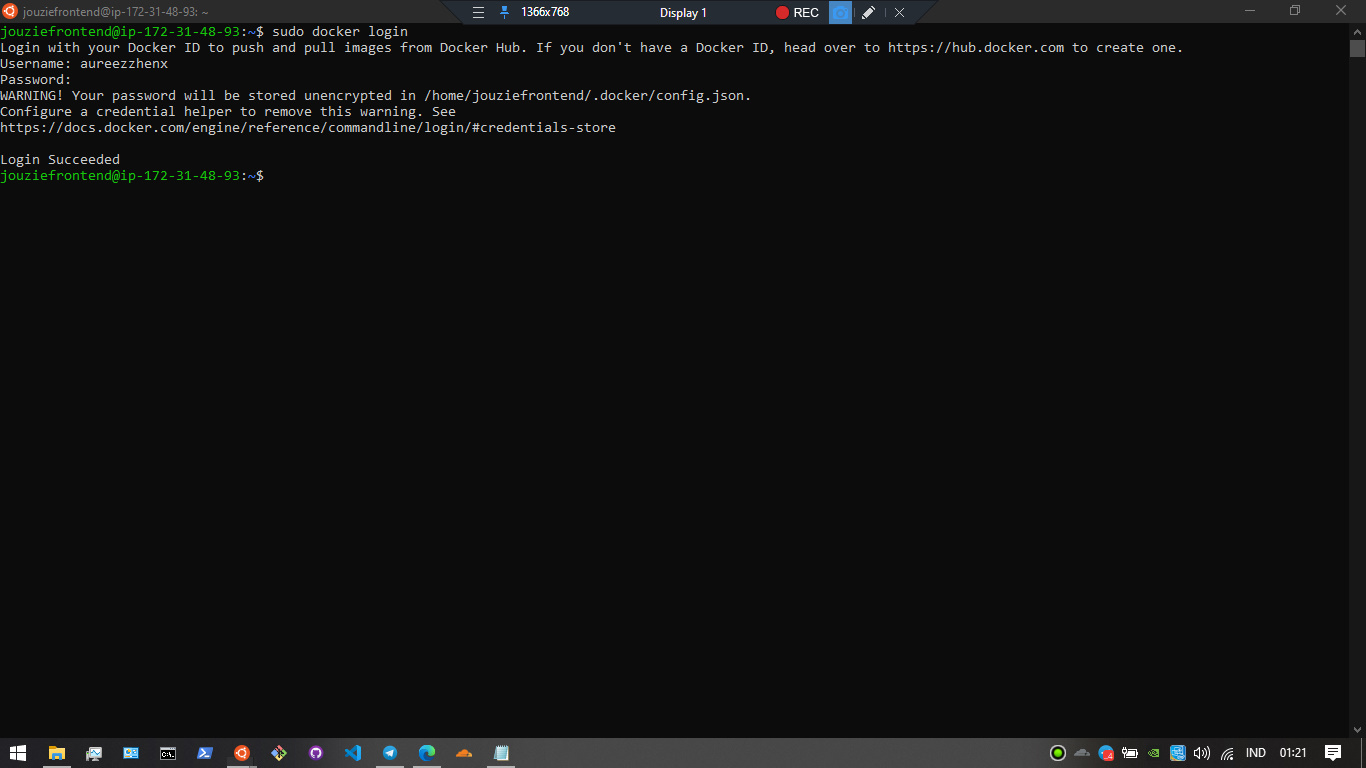 jouziefrontend@ip-172-31-48-93: ~
1366x768
Display 1
REC
jouziefrontend@ip-172-31-48-93:~$ sudo docker login
Login with your Docker ID to push and pull images from Docker Hub. If you don't have a Docker ID, head over to https://hub.docker.com to create one.
Username: aureezzhenx
Password:
WARNING! Your password will be stored unencrypted in /home/jouziefrontend/.docker/config.json.
Configure a credential helper to remove this warning. See
https://docs.docker.com/engine/reference/commandline/login/#credentials-store
Login Succeeded
jouziefrontend@ip-172-31-48-93:~$
IND
01:21